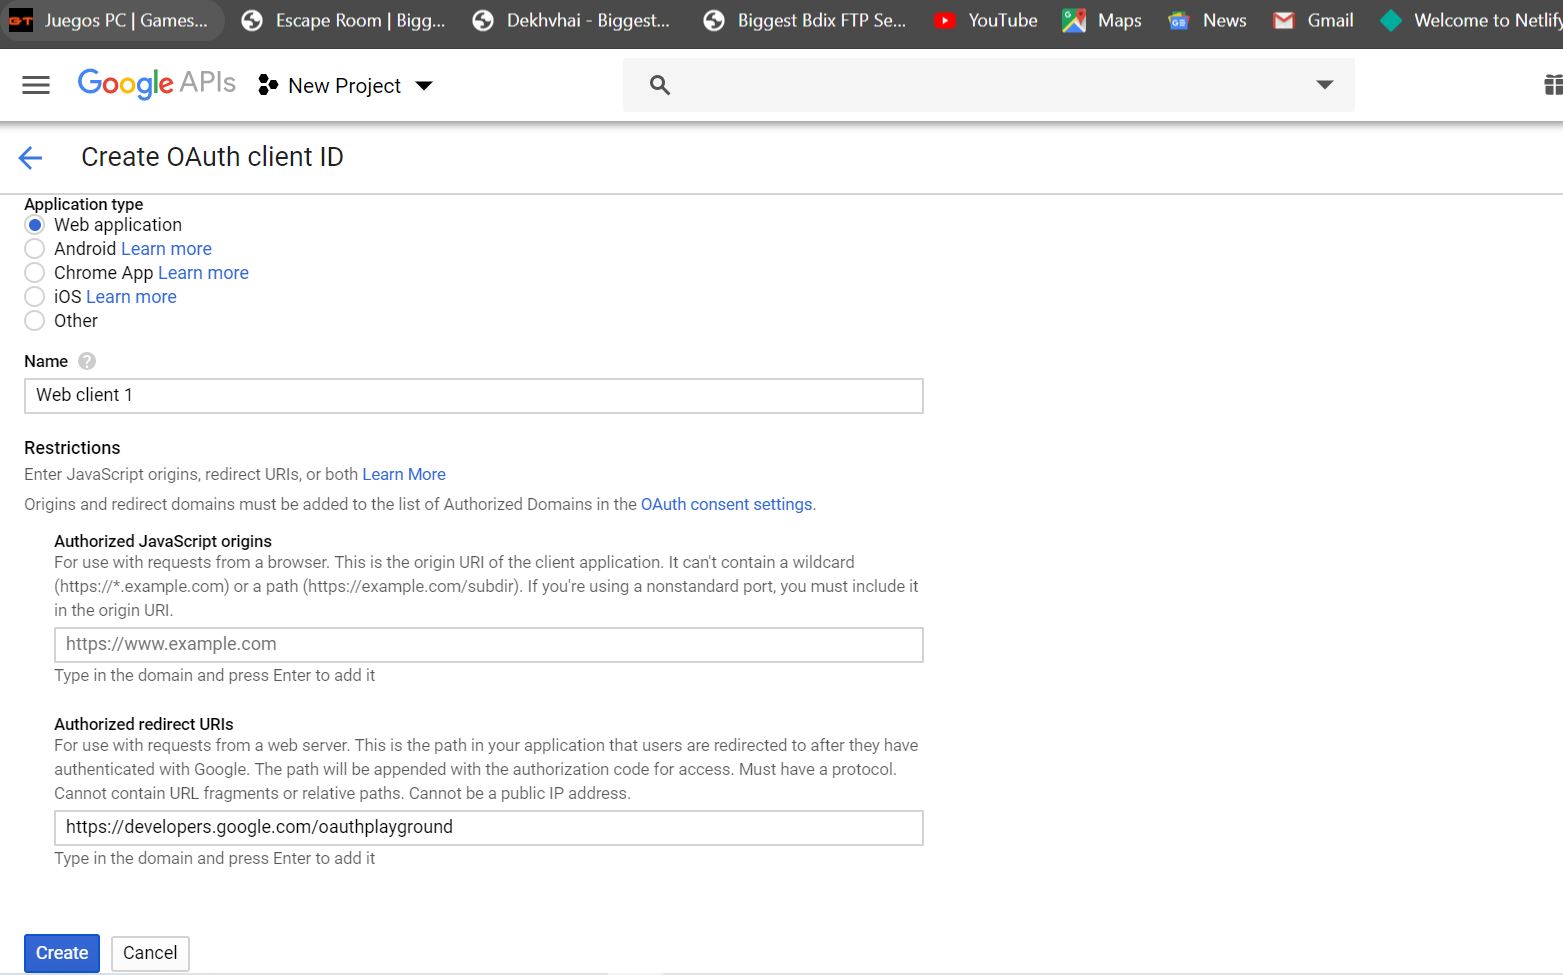 Juegos PC | Games... Escape Room | Bigg... Dekhvhai - Biggest... Biggest Bdix FTP Se... YouTube Maps News Gmail Welcome to Netlify
Google APIs New Project
Create OAuth client ID
Application type
Web application
Android Learn more
Chrome App Learn more
iOS Learn more
Other
Name ?
Web client 1
Restrictions
Enter JavaScript origins, redirect URIs, or both Learn More
Origins and redirect domains must be added to the list of Authorized Domains in the OAuth consent settings.
Authorized JavaScript origins
For use with requests from a browser. This is the origin URI of the client application. It can't contain a wildcard
(https://*.example.com) or a path (https://example.com/subdir). If you're using a nonstandard port, you must include it
in the origin URI.
https://www.example.com
Type in the domain and press Enter to add it
Authorized redirect URIs
For use with requests from a web server. This is the path in your application that users are redirected to after they have
authenticated with Google. The path will be appended with the authorization code for access. Must have a protocol.
Cannot contain URL fragments or relative paths. Cannot be a public IP address.
https://developers.google.com/oauthplayground
Type in the domain and press Enter to add it
Create Cancel